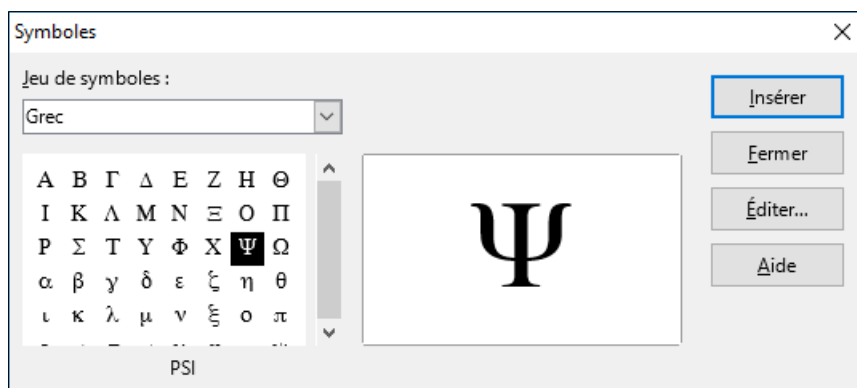 Symboles
Jeu de symboles :
Grec
Α Β Γ Δ Ε Ζ Η Θ
Ι Κ Λ Μ Ν Ξ Ο Π
Ρ Σ Τ Υ Φ Χ Ψ Ω
α β γ δ ε ζ η θ
ι κ λ μ ν ξ ο π
PSI
Ψ
Insérer
Fermer
Éditer...
Aide